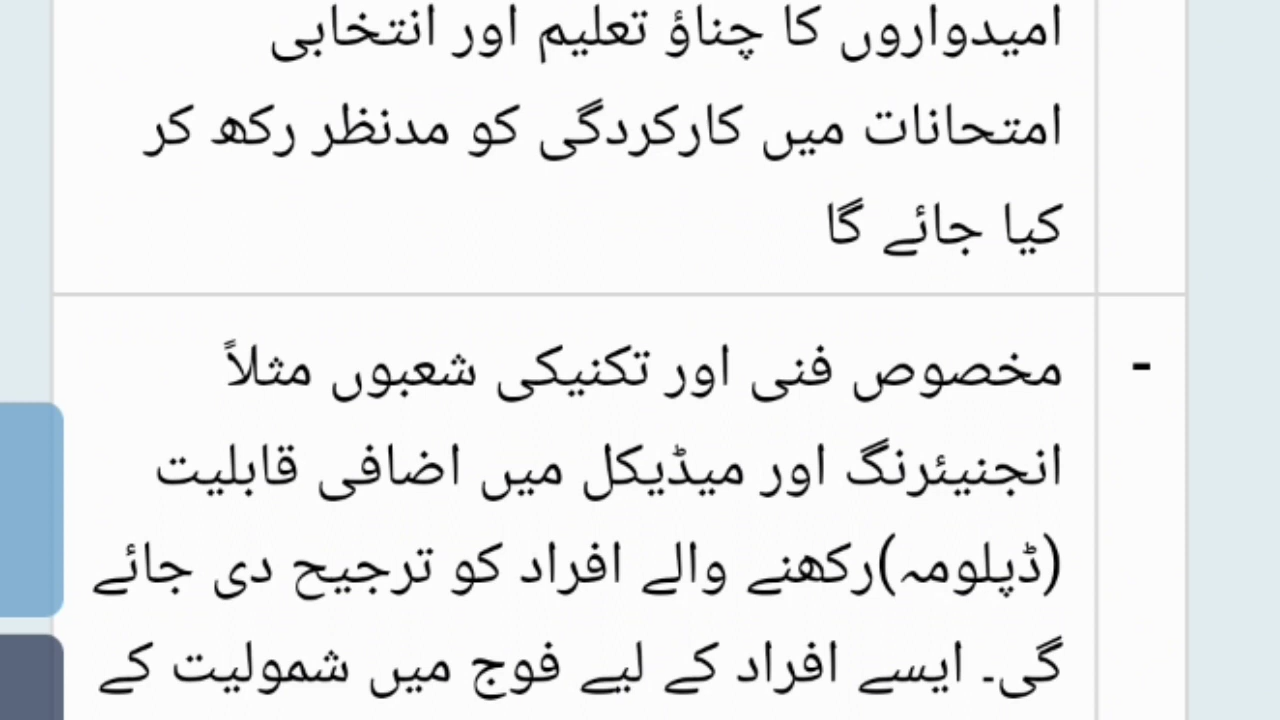 امیدواروں کا چناؤ تعلیم اور انتخابی
امتحانات میں کارکردگی کو مدنظر رکھ کر
کیا جائے گا
- مخصوص فنی اور تکنیکی شعبوں مثلاً
انجنیئرنگ اور میڈیکل میں اضافی قابلیت
(ڈپلومہ)رکھنے والے افراد کو ترجیح دی جائے
گی۔ ایسے افراد کے لیے فوج میں شمولیت کے